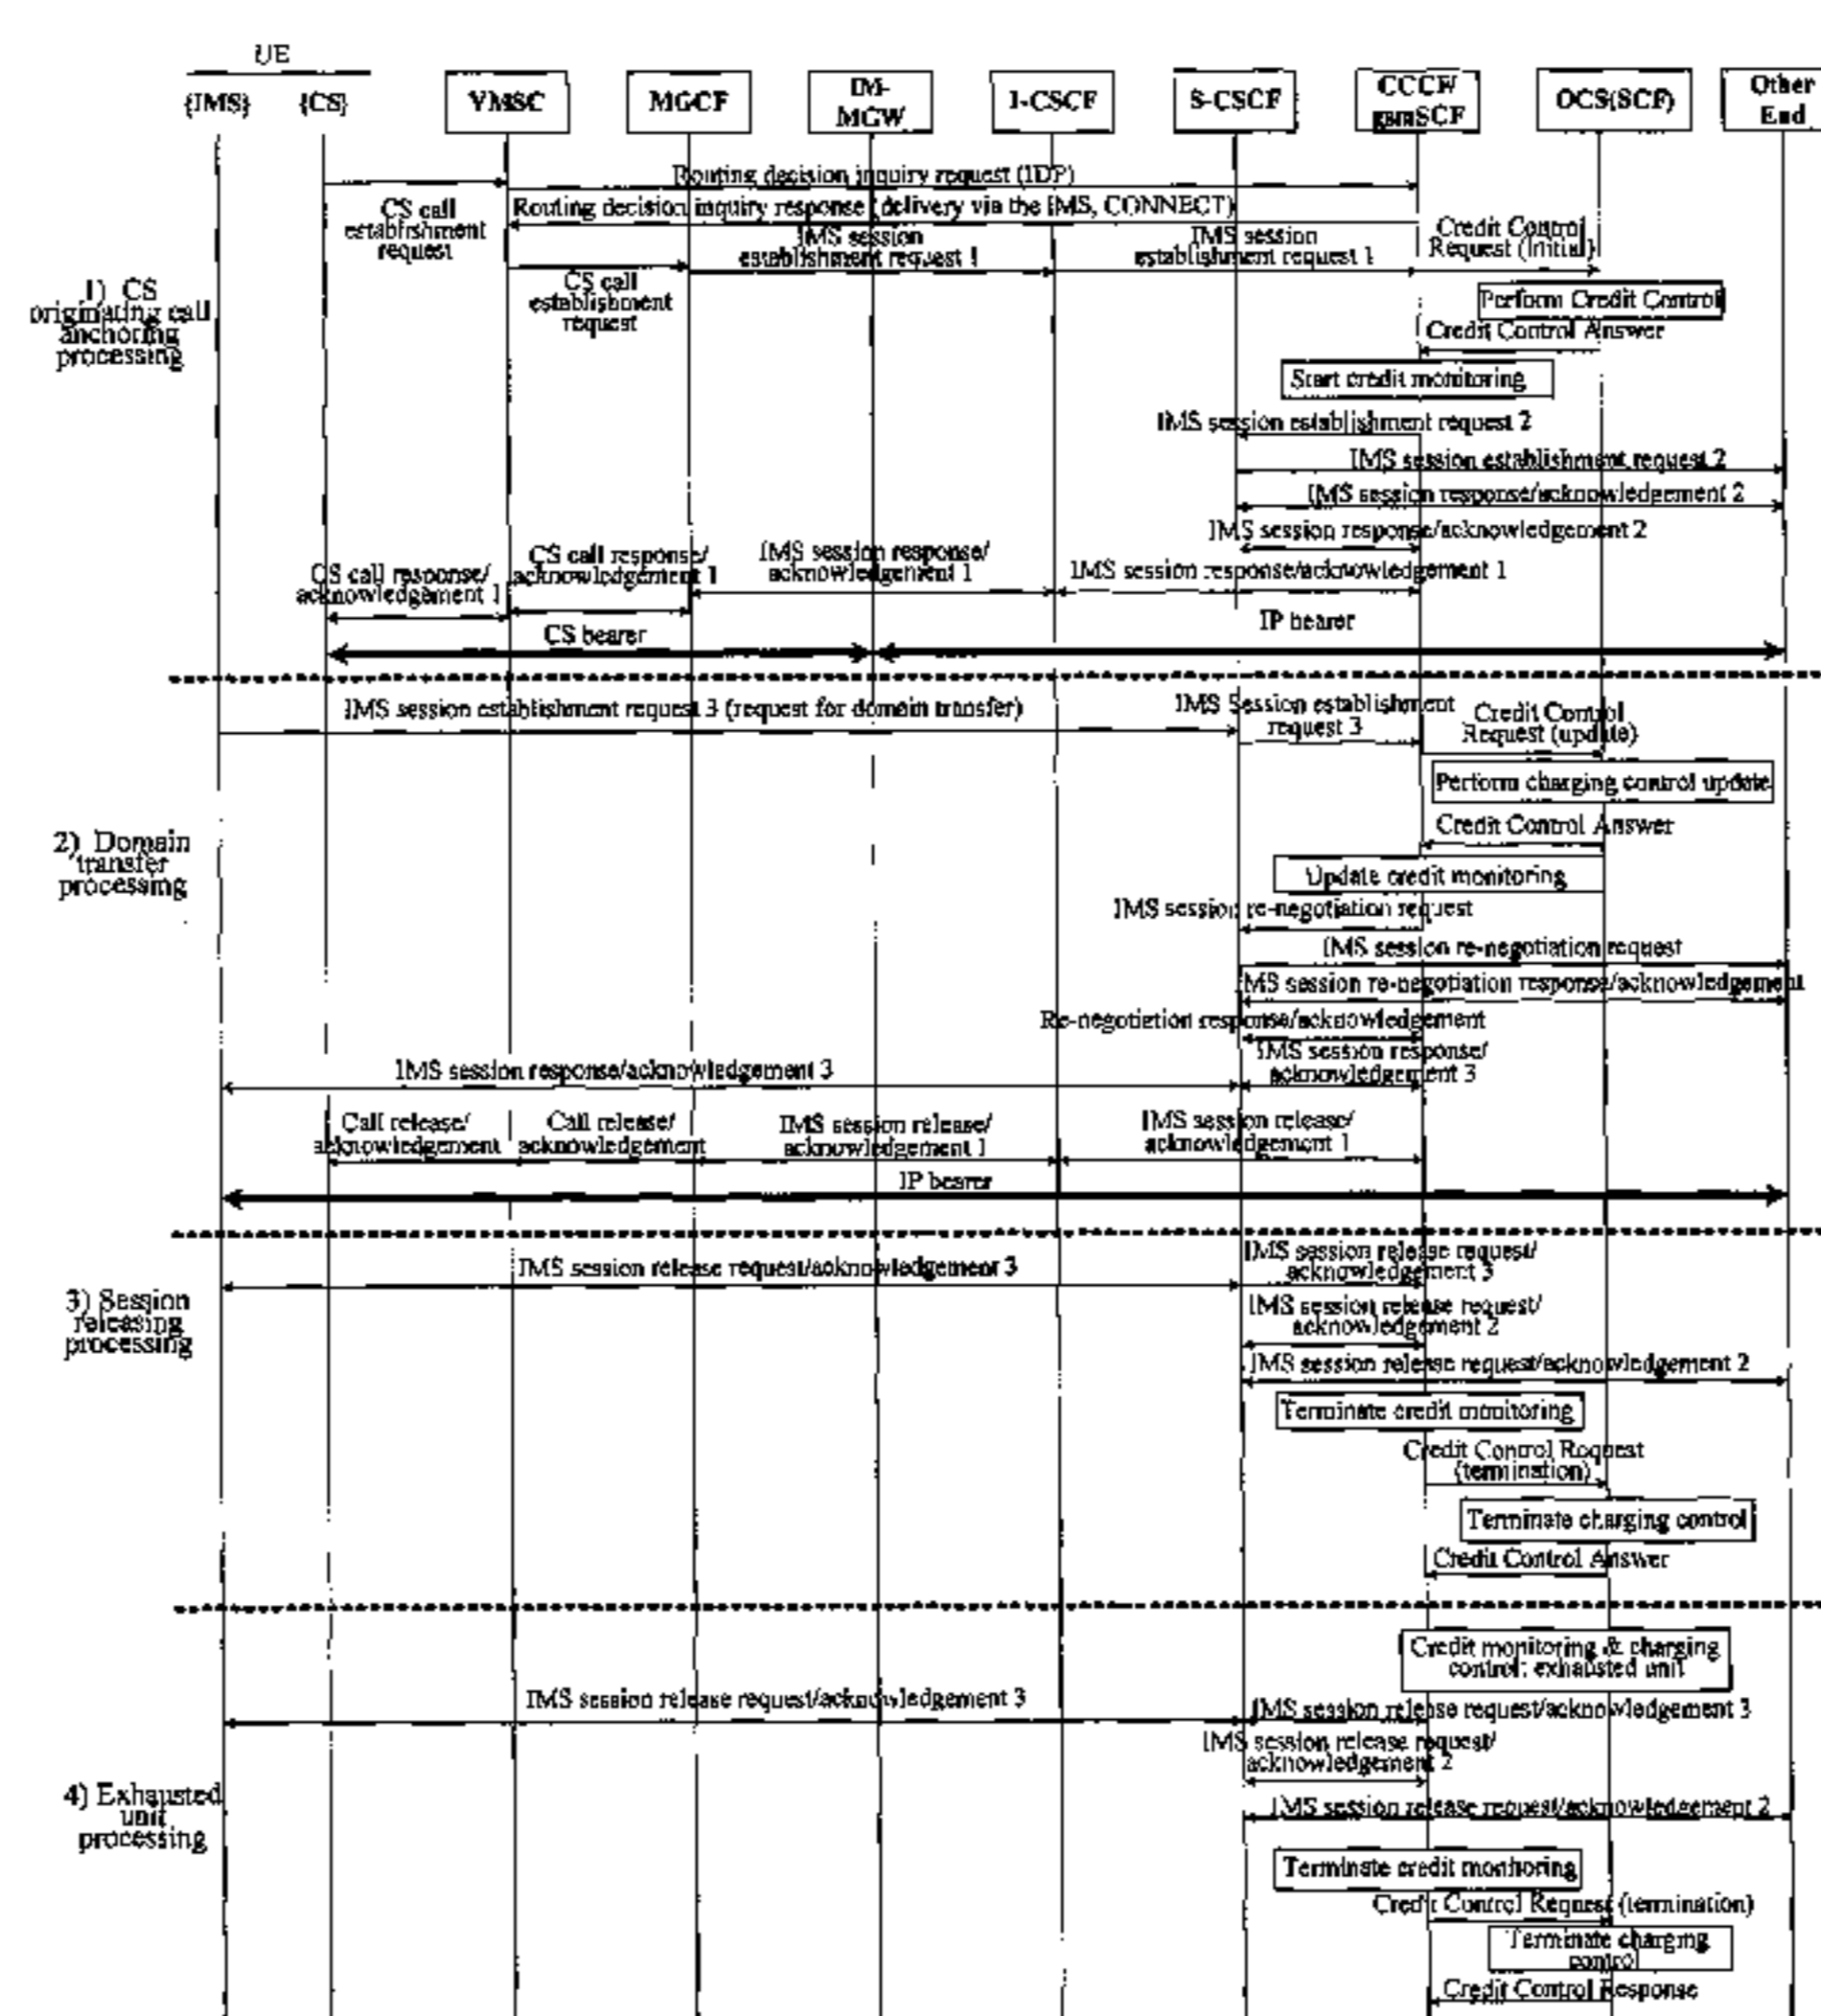 UE
{IMS}
{CS}
VMSC
MGCF
IM-
MGW
I-CSCF
S-CSCF
CCCF/
gsmSCF
OCS(SCF)
Other
End
1) CS
originating call
anchoring
processing
Routing decision inquiry request (IDP)
CS call
establishment
request
Routing decision inquiry response (delivery via the IMS, CONNECT)
CS call
establishment
request
IMS session
establishment request 1
IMS session
establishment request 1
Credit Control
Request (Initial)
Perform Credit Control
Credit Control Answer
Start credit monitoring
IMS session establishment request 2
IMS session establishment request 2
IMS session response/acknowledgement 2
IMS session response/acknowledgement 2
CS call response/
acknowledgement 1
CS call response/
acknowledgement 1
IMS session response/
acknowledgement 1
IMS session response/acknowledgement 1
CS bearer
IP bearer
2) Domain
transfer
processing
IMS session establishment request 3 (request for domain transfer)
IMS Session establishment
request 3
Credit Control
Request (update)
Perform charging control update
Credit Control Answer
Update credit monitoring
IMS session re-negotiation request
IMS session re-negotiation request
IMS session re-negotiation response/acknowledgement
Re-negotiation response/acknowledgement
IMS session response/acknowledgement 3
IMS session response/
acknowledgement 3
Call release/
acknowledgement
Call release/
acknowledgement
IMS session release/
acknowledgement 1
IMS session release/
acknowledgement 1
IP bearer
3) Session
releasing
processing
IMS session release request/acknowledgement 3
IMS session release request/
acknowledgement 3
IMS session release request/
acknowledgement 2
IMS session release request/acknowledgement 2
Terminate credit monitoring
Credit Control Request
(termination)
Terminate charging control
Credit Control Answer
4) Exhausted
unit
processing
Credit monitoring & charging
control: exhausted unit
IMS session release request/acknowledgement 3
IMS session release request/acknowledgement 3
IMS session release request/
acknowledgement 2
IMS session release request/acknowledgement 2
Terminate credit monitoring
Credit Control Request (termination)
Terminate charging
control
Credit Control Response